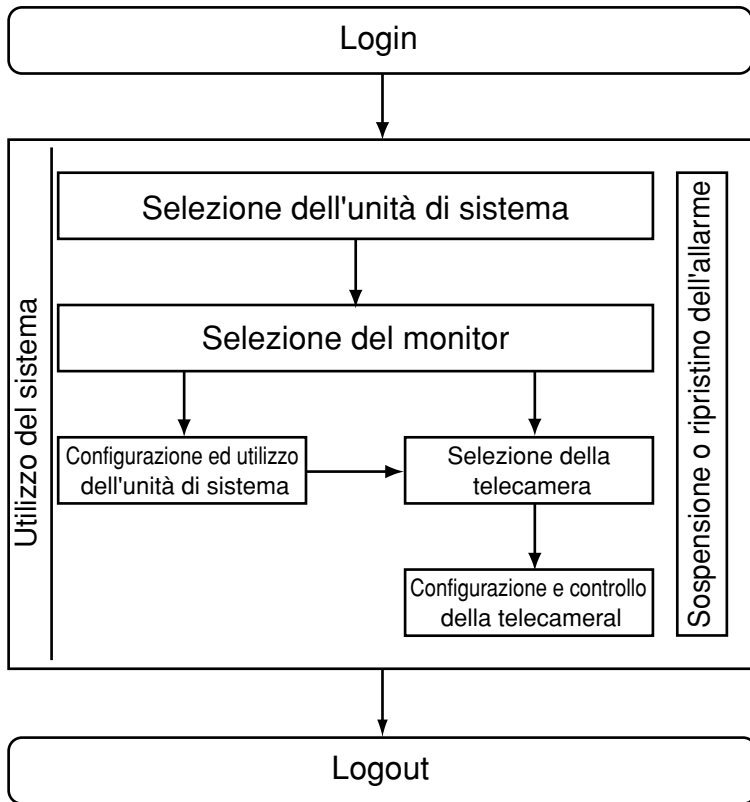 Login
Utilizzo del sistema
Selezione dell'unità di sistema
Selezione del monitor
Configurazione ed utilizzo
dell'unità di sistema
Selezione della
telecamera
Configurazione e controllo
della telecameral
Sospensione o ripristino dell'allarme
Logout